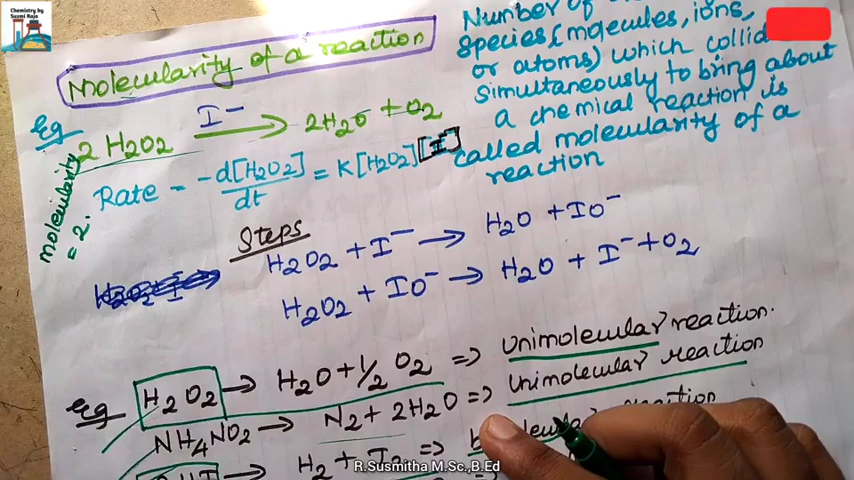 Chemistry by
Susmi Raja
Molecularity of a reaction
Number of
species (molecules, ions,
or atoms) which collid
simultaneously to bring about
a chemical reaction is
called molecularity of a
reaction
Eg
2 H2O2 I⁻ → 2H2O + O2
molecularity
= 2.
Rate = -d[H2O2]/dt = K[H2O2][I⁻]
Steps
H2O2 + I⁻ → H2O + IO⁻
H2O2 + IO⁻ → H2O + I⁻ + O2
Eg H2O2 → H2O + 1/2 O2 ⇒ Unimolecular reaction.
NH4NO2 → N2 + 2H2O ⇒ Unimolecular reaction
→ H2 + I2 ⇒ reaction
R.Susmitha M.Sc.,B.Ed